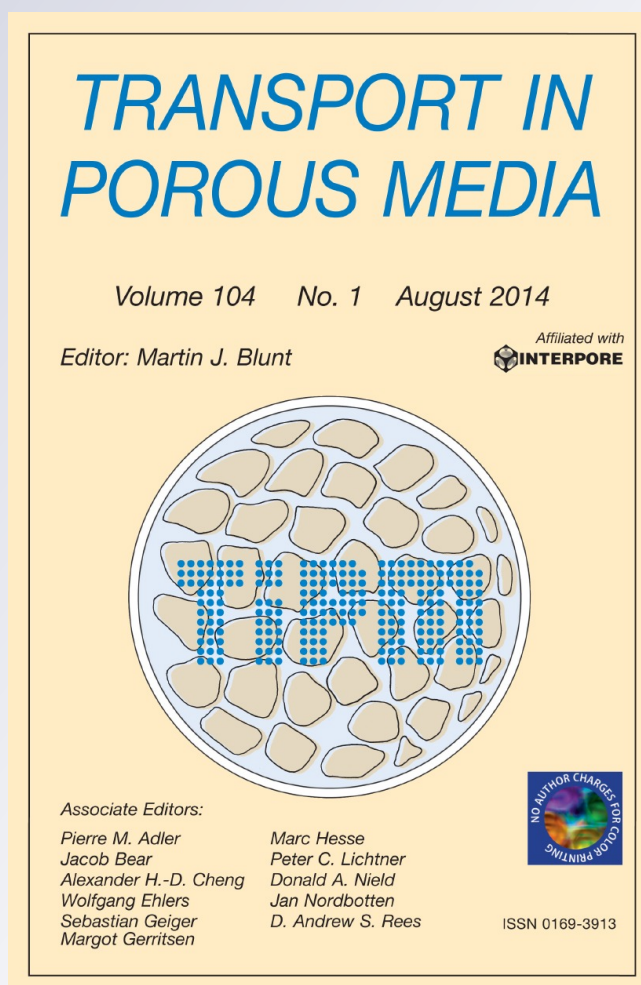 TRANSPORT IN
POROUS MEDIA
Volume 104 No. 1 August 2014
Editor: Martin J. Blunt
Affiliated with
INTERPORE
TiPM
Associate Editors:
Pierre M. Adler
Jacob Bear
Alexander H.-D. Cheng
Wolfgang Ehlers
Sebastian Geiger
Margot Gerritsen
Marc Hesse
Peter C. Lichtner
Donald A. Nield
Jan Nordbotten
D. Andrew S. Rees
NO AUTHOR CHARGES FOR COLOR PRINTING
ISSN 0169-3913